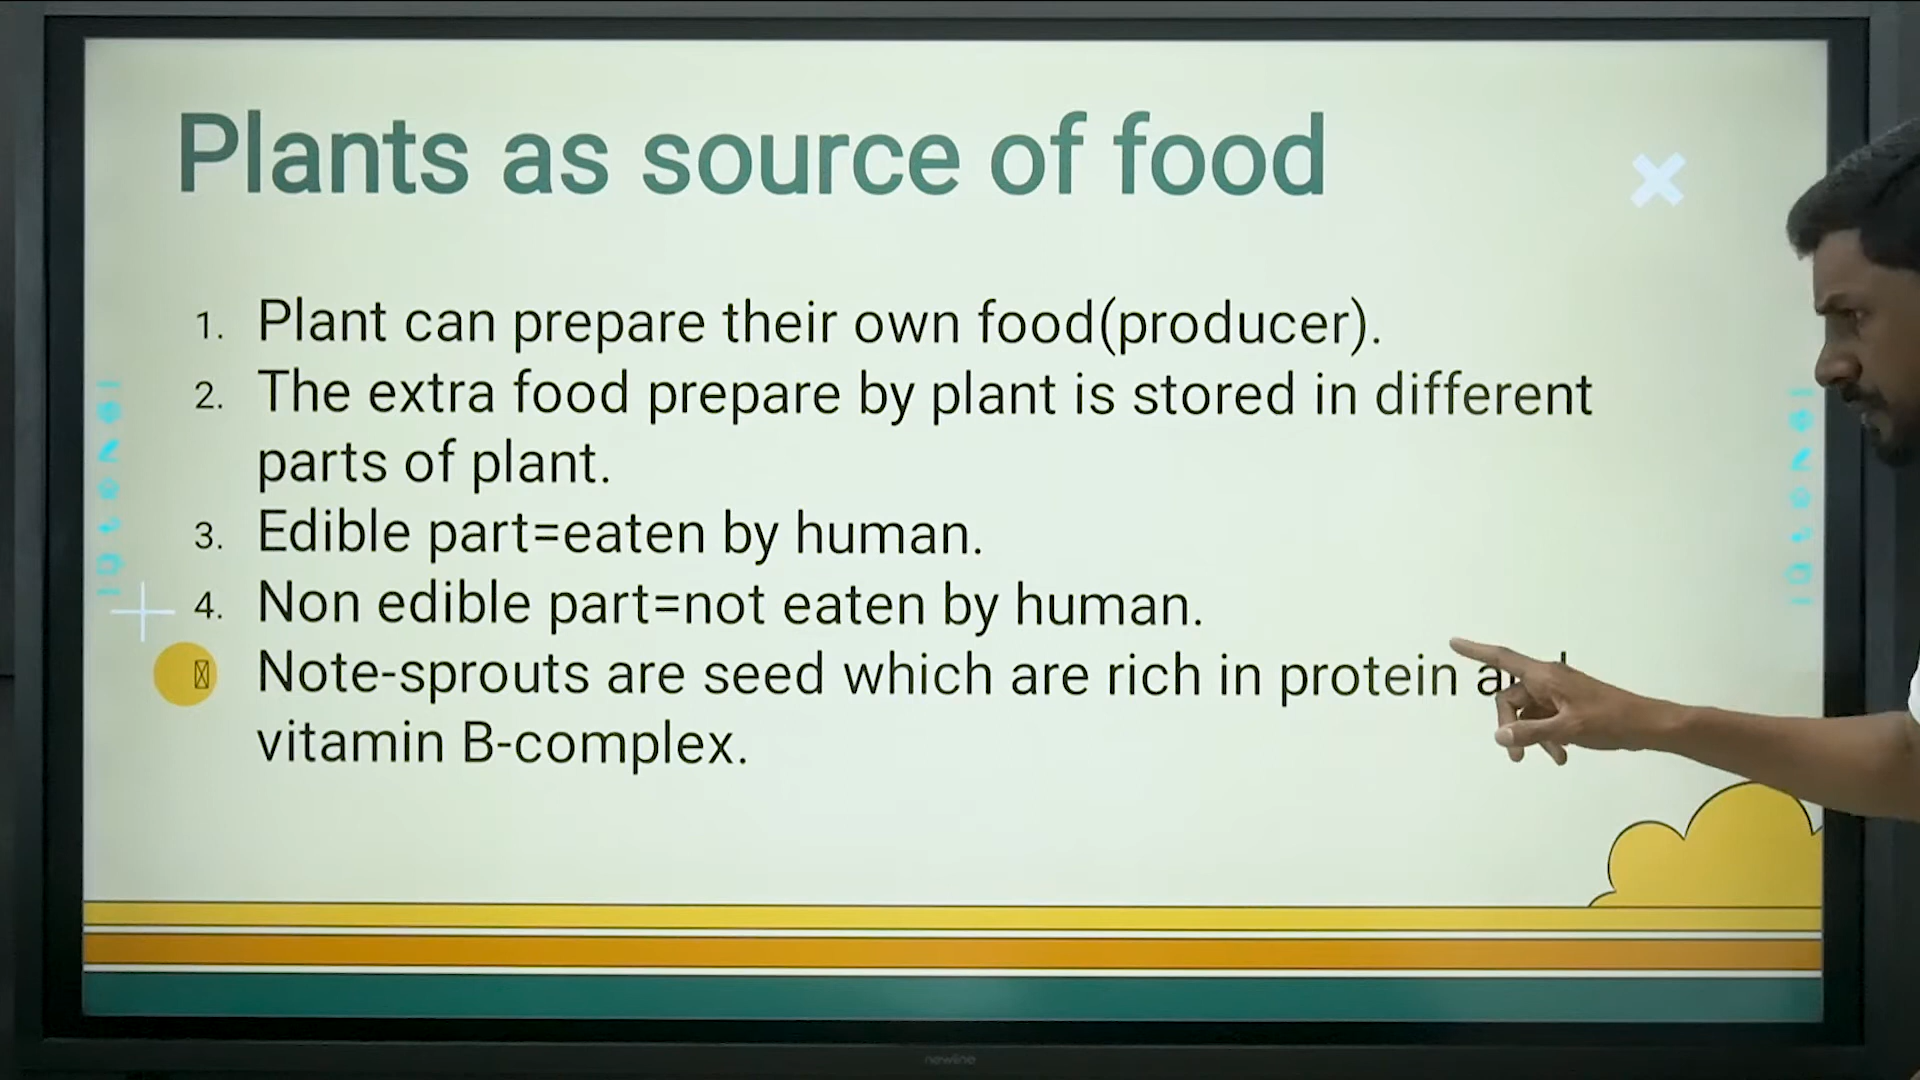 Plants as source of food
1. Plant can prepare their own food(producer).
2. The extra food prepare by plant is stored in different
parts of plant.
3. Edible part=eaten by human.
4. Non edible part=not eaten by human.
Note-sprouts are seed which are rich in protein
vitamin B-complex.
newline